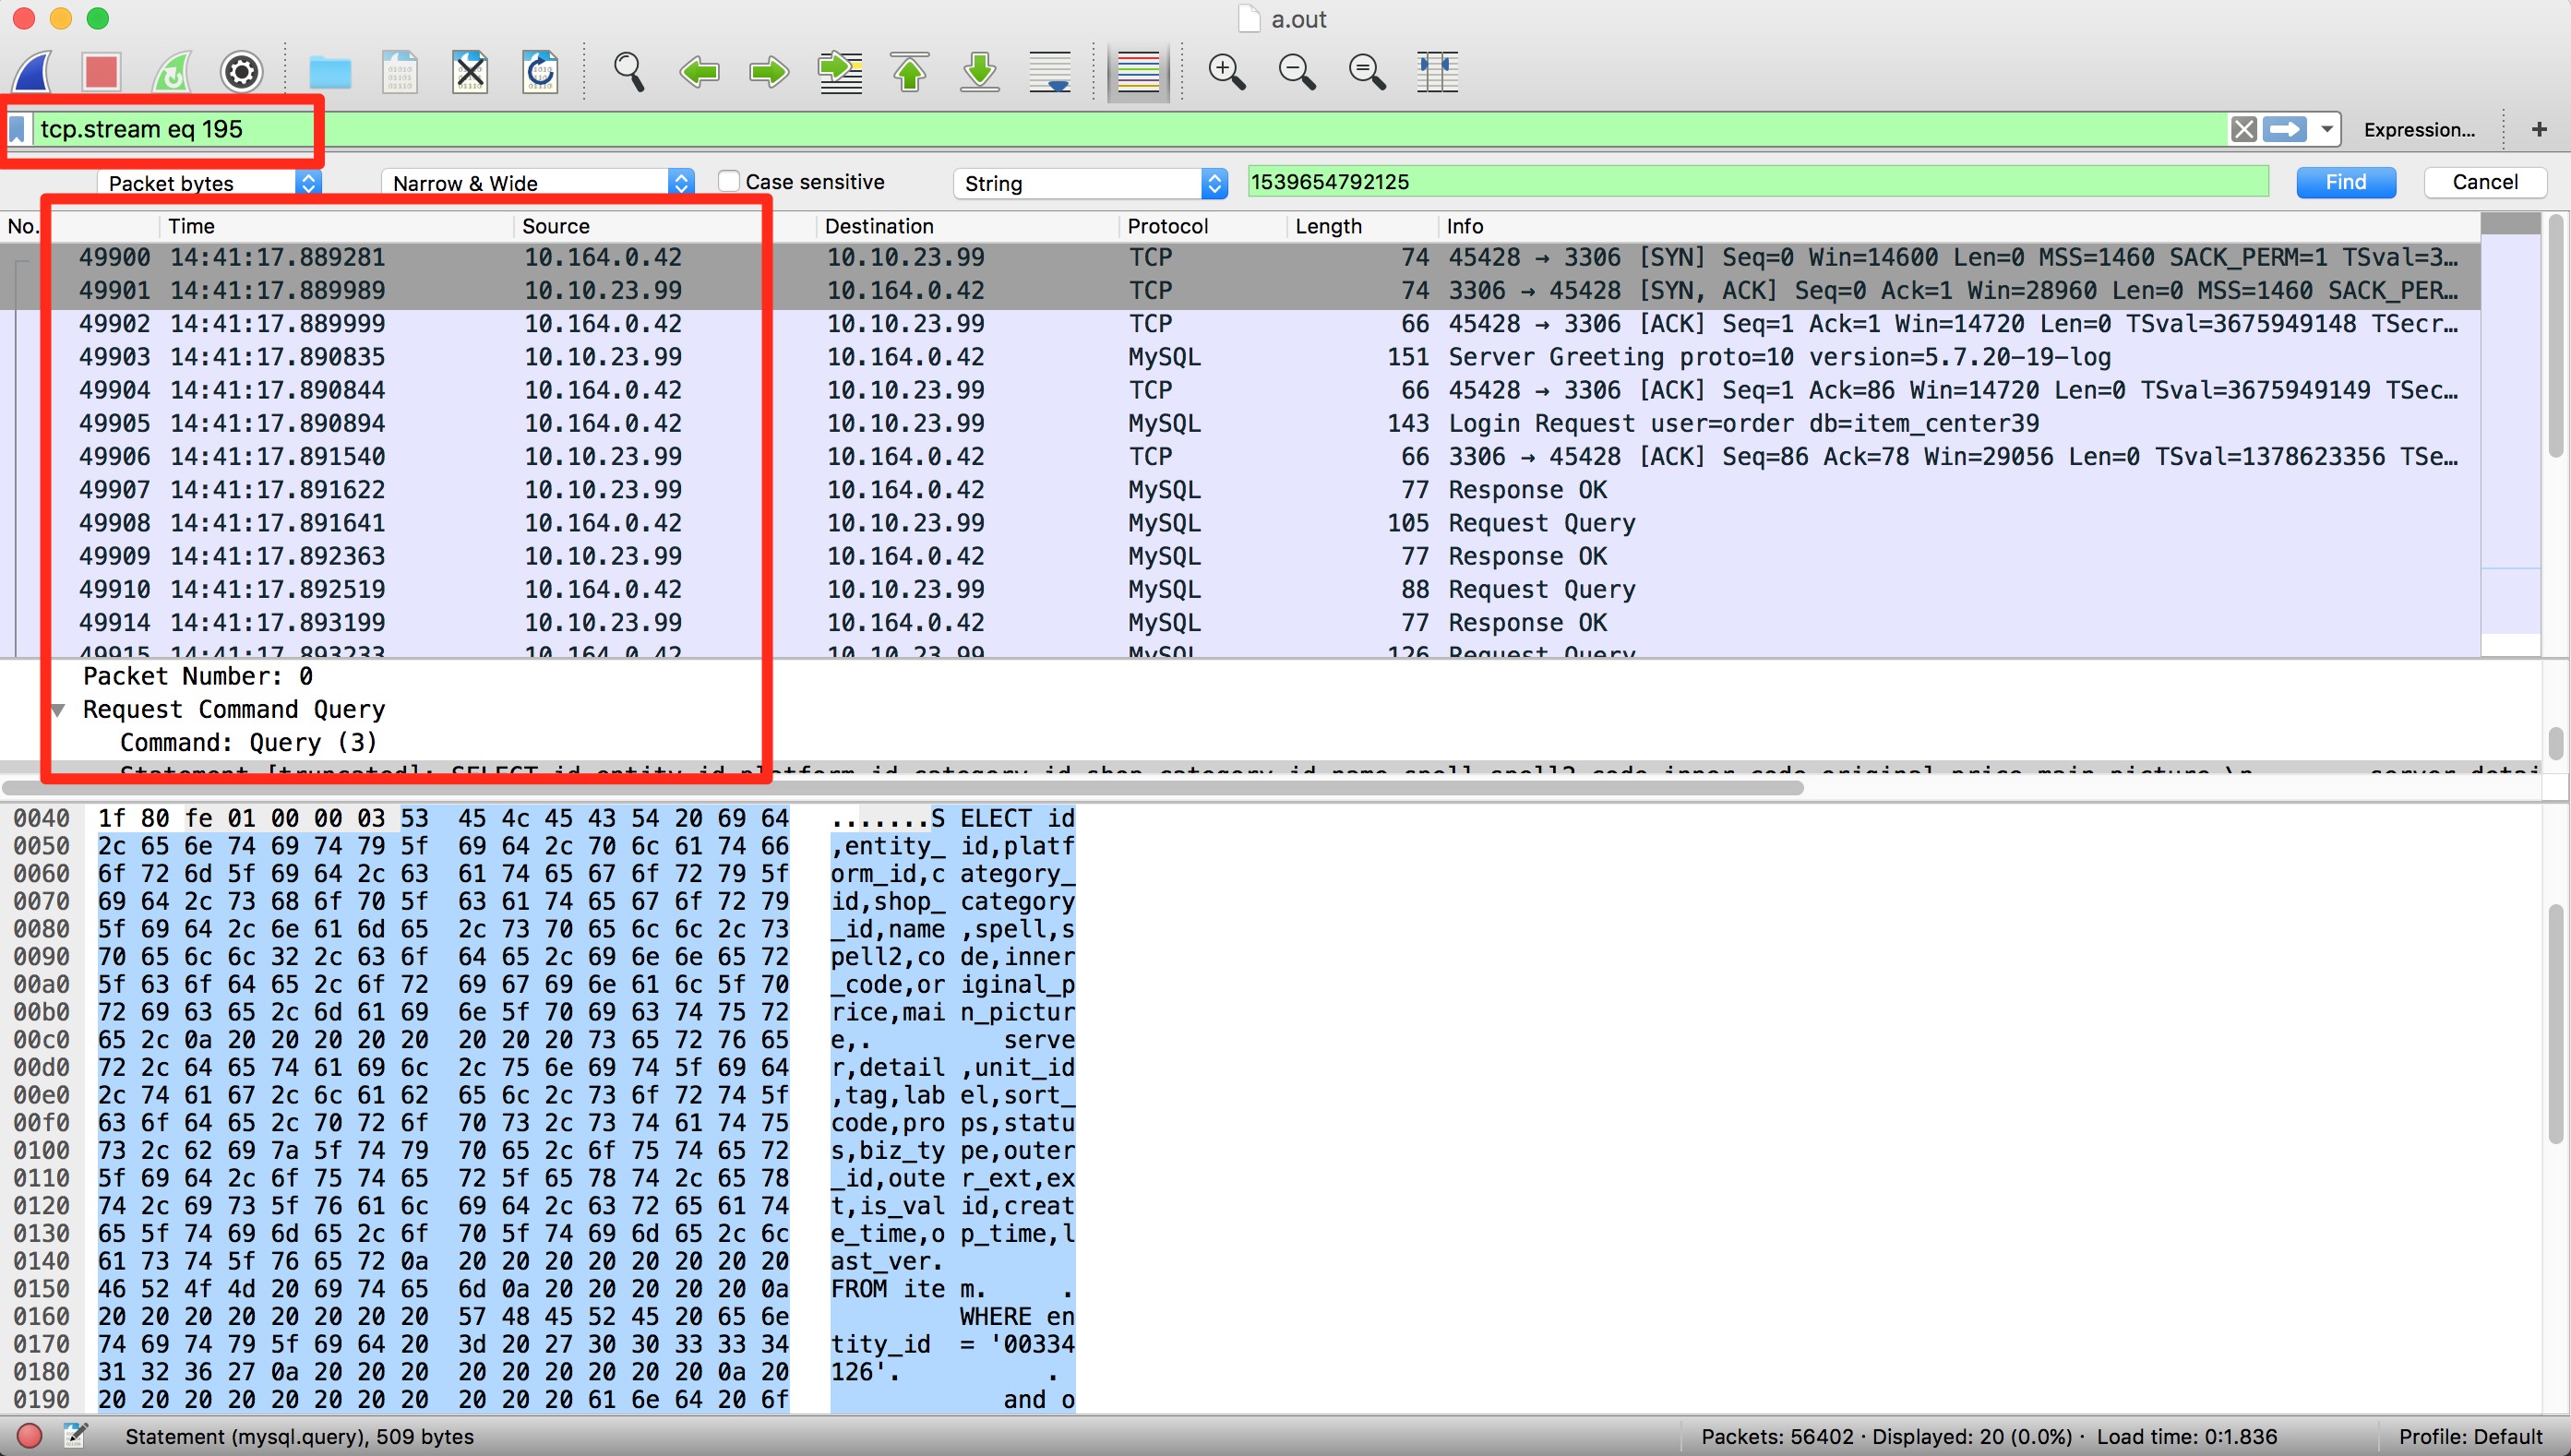 a.out
tcp.stream eq 195
Expression...
+
Packet bytes
Narrow & Wide
Case sensitive
String
1539654792125
Find
Cancel
No. Time Source Destination Protocol Length Info
49900 14:41:17.889281 10.164.0.42 10.10.23.99 TCP 74 45428 → 3306 [SYN] Seq=0 Win=14600 Len=0 MSS=1460 SACK_PERM=1 TSval=3…
49901 14:41:17.889989 10.10.23.99 10.164.0.42 TCP 74 3306 → 45428 [SYN, ACK] Seq=0 Ack=1 Win=28960 Len=0 MSS=1460 SACK_PER…
49902 14:41:17.889999 10.164.0.42 10.10.23.99 TCP 66 45428 → 3306 [ACK] Seq=1 Ack=1 Win=14720 Len=0 TSval=3675949148 TSecr…
49903 14:41:17.890835 10.10.23.99 10.164.0.42 MySQL 151 Server Greeting proto=10 version=5.7.20-19-log
49904 14:41:17.890844 10.164.0.42 10.10.23.99 TCP 66 45428 → 3306 [ACK] Seq=1 Ack=86 Win=14720 Len=0 TSval=3675949149 TSec…
49905 14:41:17.890894 10.164.0.42 10.10.23.99 MySQL 143 Login Request user=order db=item_center39
49906 14:41:17.891540 10.10.23.99 10.164.0.42 TCP 66 3306 → 45428 [ACK] Seq=86 Ack=78 Win=29056 Len=0 TSval=1378623356 TSe…
49907 14:41:17.891622 10.10.23.99 10.164.0.42 MySQL 77 Response OK
49908 14:41:17.891641 10.164.0.42 10.10.23.99 MySQL 105 Request Query
49909 14:41:17.892363 10.10.23.99 10.164.0.42 MySQL 77 Response OK
49910 14:41:17.892519 10.164.0.42 10.10.23.99 MySQL 88 Request Query
49914 14:41:17.893199 10.10.23.99 10.164.0.42 MySQL 77 Response OK
49915 14:41:17.893233 10.164.0.42 10.10.23.99 MySQL 126 Request Query
Packet Number: 0
Request Command Query
Command: Query (3)
Statement [truncated]: SELECT id,entity_id,platform_id,category_id,shop_category_id,name,spell,spell2,code,inner_code,original_price,main_picture,\n server,detai
0040 1f 80 fe 01 00 00 03 53 45 4c 45 43 54 20 69 64 .......S ELECT id
0050 2c 65 6e 74 69 74 79 5f 69 64 2c 70 6c 61 74 66 ,entity_ id,platf
0060 6f 72 6d 5f 69 64 2c 63 61 74 65 67 6f 72 79 5f orm_id,c ategory_
0070 69 64 2c 73 68 6f 70 5f 63 61 74 65 67 6f 72 79 id,shop_ category
0080 5f 69 64 2c 6e 61 6d 65 2c 73 70 65 6c 6c 2c 73 _id,name ,spell,s
0090 70 65 6c 6c 32 2c 63 6f 64 65 2c 69 6e 6e 65 72 pell2,co de,inner
00a0 5f 63 6f 64 65 2c 6f 72 69 67 69 6e 61 6c 5f 70 _code,or iginal_p
00b0 72 69 63 65 2c 6d 61 69 6e 5f 70 69 63 74 75 72 rice,mai n_pictur
00c0 65 2c 0a 20 20 20 20 20 20 20 20 73 65 72 76 65 e,. serve
00d0 72 2c 64 65 74 61 69 6c 2c 75 6e 69 74 5f 69 64 r,detail ,unit_id
00e0 2c 74 61 67 2c 6c 61 62 65 6c 2c 73 6f 72 74 5f ,tag,lab el,sort_
00f0 63 6f 64 65 2c 70 72 6f 70 73 2c 73 74 61 74 75 code,pro ps,statu
0100 73 2c 62 69 7a 5f 74 79 70 65 2c 6f 75 74 65 72 s,biz_ty pe,outer
0110 5f 69 64 2c 6f 75 74 65 72 5f 65 78 74 2c 65 78 _id,oute r_ext,ex
0120 74 2c 69 73 5f 76 61 6c 69 64 2c 63 72 65 61 74 t,is_val id,creat
0130 65 5f 74 69 6d 65 2c 6f 70 5f 74 69 6d 65 2c 6c e_time,o p_time,l
0140 61 73 74 5f 76 65 72 0a 20 20 20 20 20 20 20 20 ast_ver.
0150 46 52 4f 4d 20 69 74 65 6d 0a 20 20 20 20 20 0a FROM ite m. .
0160 20 20 20 20 20 20 20 20 57 48 45 52 45 20 65 6e WHERE en
0170 74 69 74 79 5f 69 64 20 3d 20 27 30 30 33 33 34 tity_id = '00334
0180 31 32 36 27 0a 20 20 20 20 20 20 20 20 20 0a 20 126'. .
0190 20 20 20 20 20 20 20 20 20 20 20 61 6e 64 20 6f and o
Statement (mysql.query), 509 bytes
Packets: 56402 · Displayed: 20 (0.0%) · Load time: 0:1.836
Profile: Default